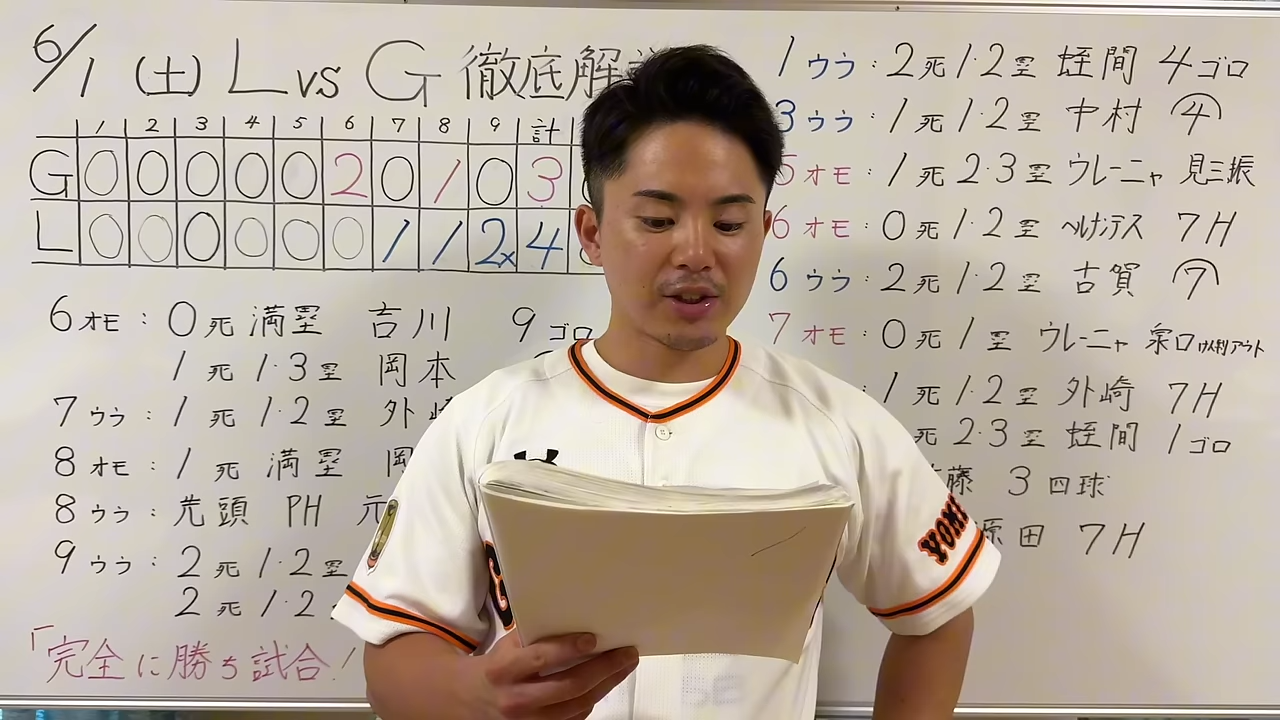 6/1 (土) L vs G 徹底解
1 2 3 4 5 6 7 8 9 計
G 0 0 0 0 0 2 0 1 0 3
L 0 0 0 0 0 0 1 1 2x 4
6オモ：0死満塁 吉川 9ゴロ
1死1・3塁 岡本
7ウラ：1死1・2塁 外崎
8オモ：1死満塁 岡
8ウラ：先頭 PH 元
9ウラ：2死1・2塁
2死1・2
「完全に勝ち試合！
1ウラ：2死1・2塁 蛭間 4ゴロ
3ウラ：1死1・2塁 中村 4
5オモ：1死2・3塁 ウレーニャ 見三振
6オモ：0死1・2塁 ヘルナンデス 7H
6ウラ：2死1・2塁 古賀 7
7オモ：0死1塁 ウレーニャ 泉口けん制アウト
1死1・2塁 外崎 7H
死2・3塁 蛭間 1ゴロ
藤 3四球
原田 7H
YOMI